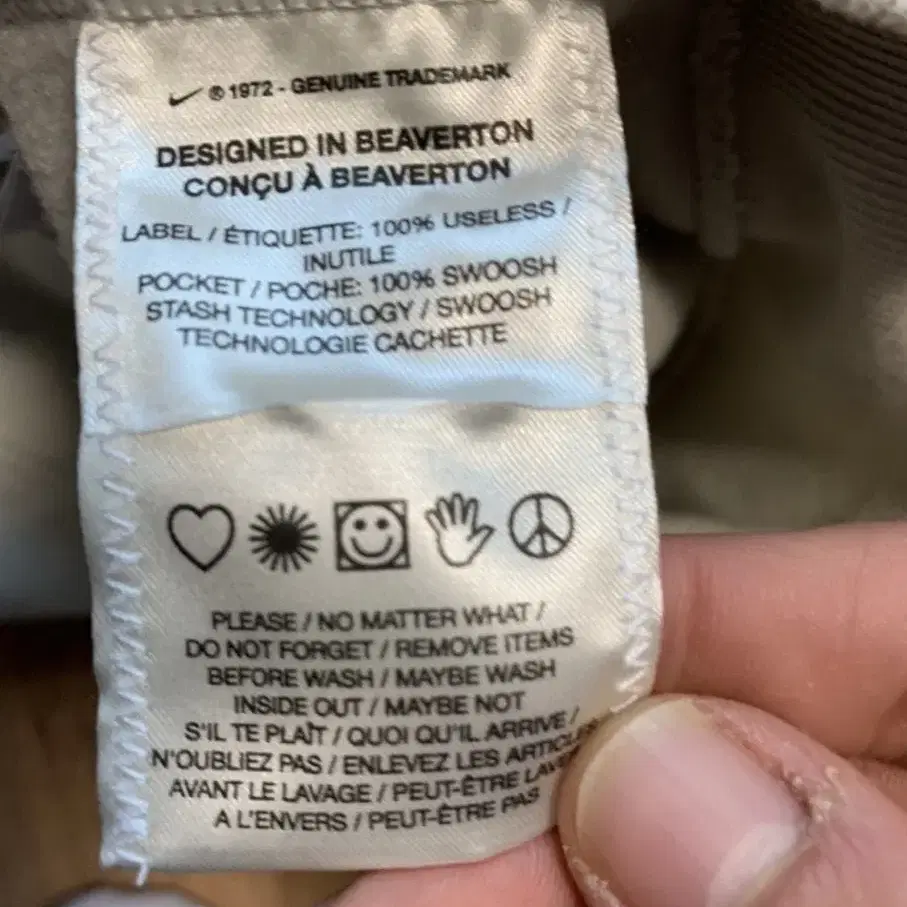 ® 1972 - GENUINE TRADEMARK
DESIGNED IN BEAVERTON
CONÇU À BEAVERTON
LABEL / ÉTIQUETTE: 100% USELESS /
INUTILE
POCKET / POCHE: 100% SWOOSH
STASH TECHNOLOGY / SWOOSH
TECHNOLOGIE CACHETTE
PLEASE / NO MATTER WHAT /
DO NOT FORGET / REMOVE ITEMS
BEFORE WASH / MAYBE WASH
INSIDE OUT / MAYBE NOT
S'IL TE PLAÎT / QUOI QU'IL ARRIVE /
N'OUBLIEZ PAS / ENLEVEZ LES
AVANT LE LAVAGE / PEUT-ÊTRE
A L'ENVERS / PEUT-ÊTRE PAS